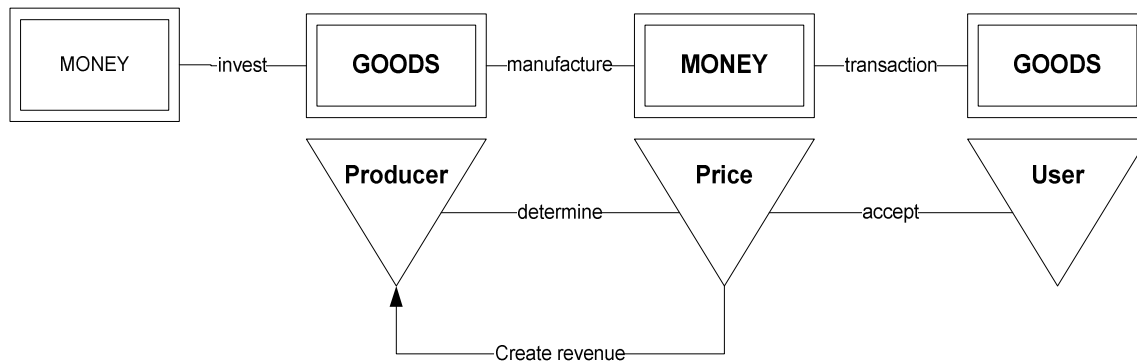 MONEY
invest
GOODS
manufacture
MONEY
transaction
GOODS
Producer
determine
Price
accept
User
Create revenue